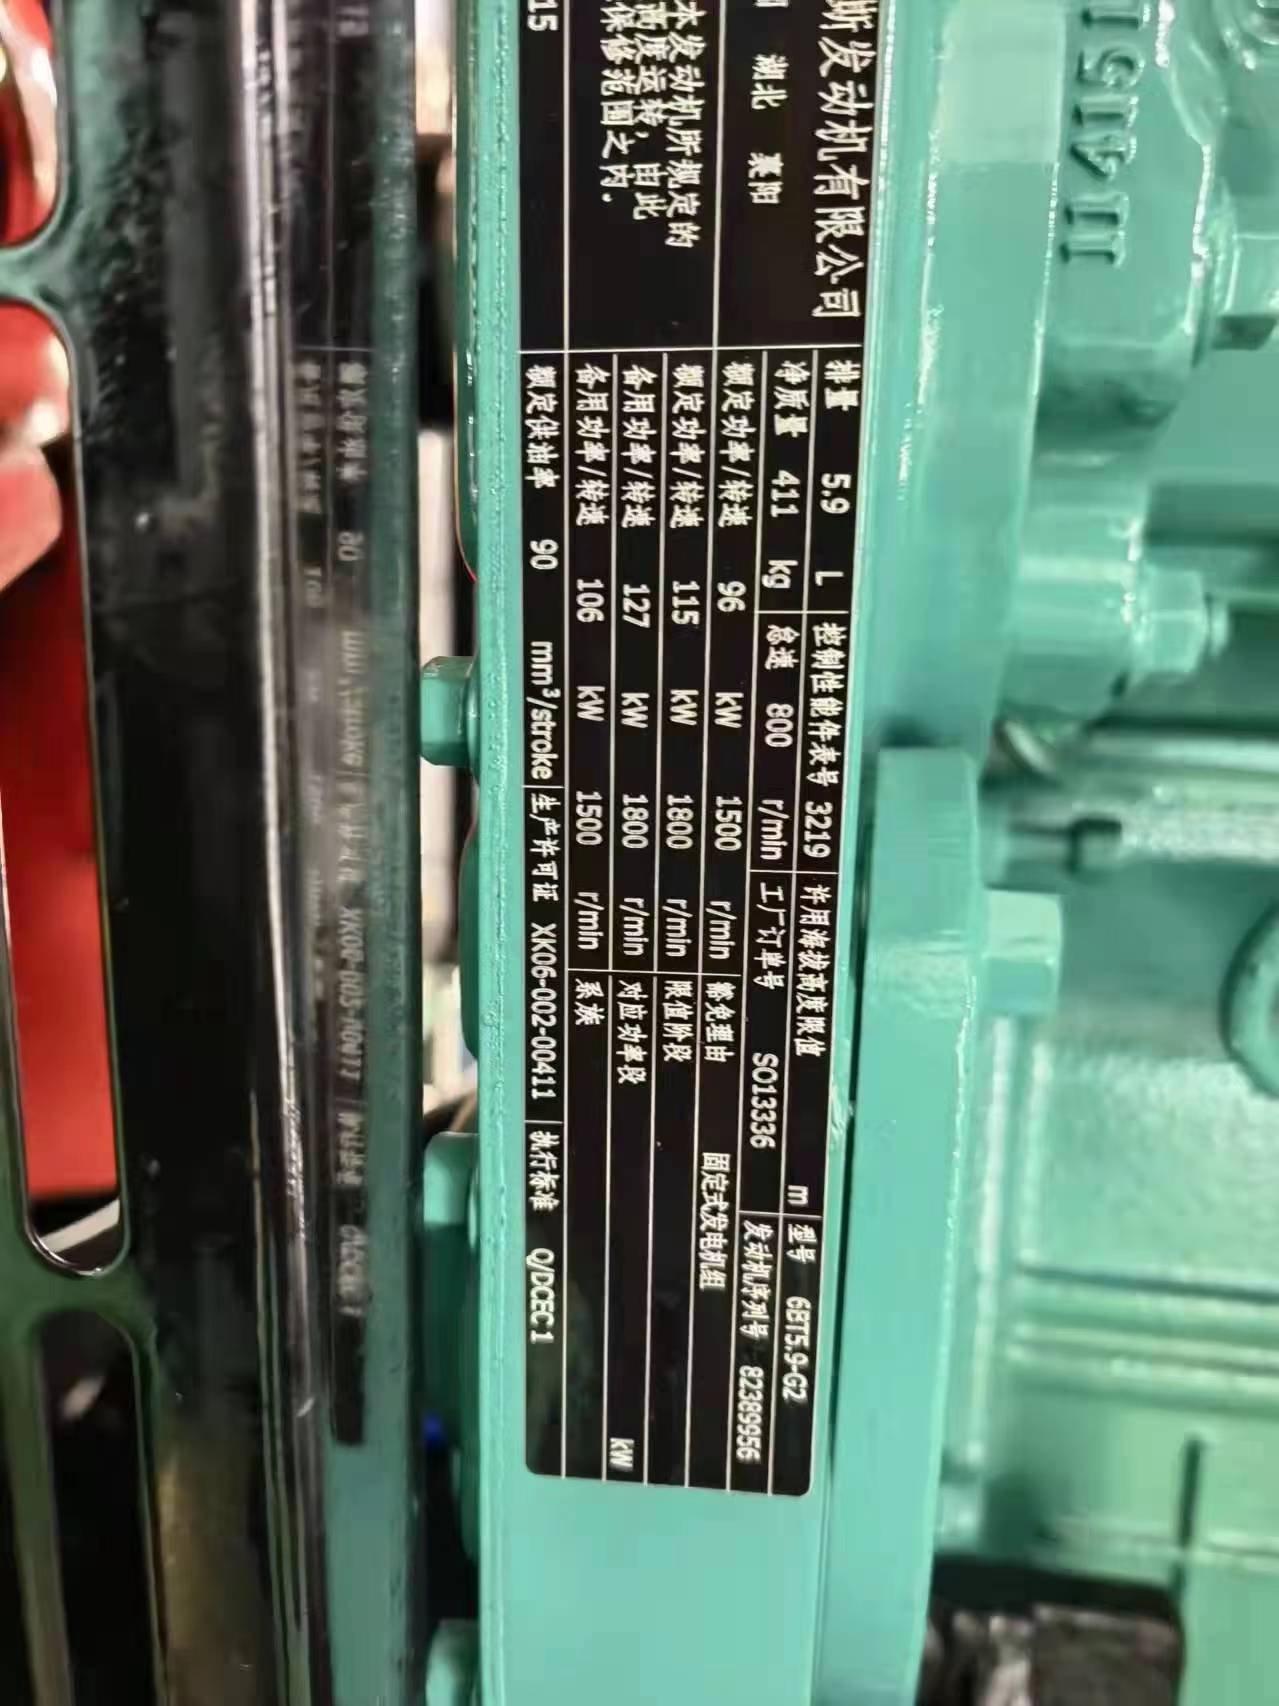 斯发动机有限公司
湖北 襄阳
本发动机所规定的
高度运转,由此
保修范围之内.
15
排量 5.9 L 控制性能件表号 3219 许用海拔高度限值 m 型号 6BT5.9-G2
净质量 411 kg 怠速 800 r/min 工厂订单号 SO13336 发动机序列号 82389956
额定功率/转速 96 kW 1500 r/min 豁免理由 固定式发电机组
额定功率/转速 115 kW 1800 r/min 限值阶段
备用功率/转速 127 kW 1800 r/min 对应功率段 kW
备用功率/转速 106 kW 1500 r/min 系族
额定供油率 90 mm³/stroke 生产许可证 XK06-002-00411 执行标准 Q/DCEC1
114151